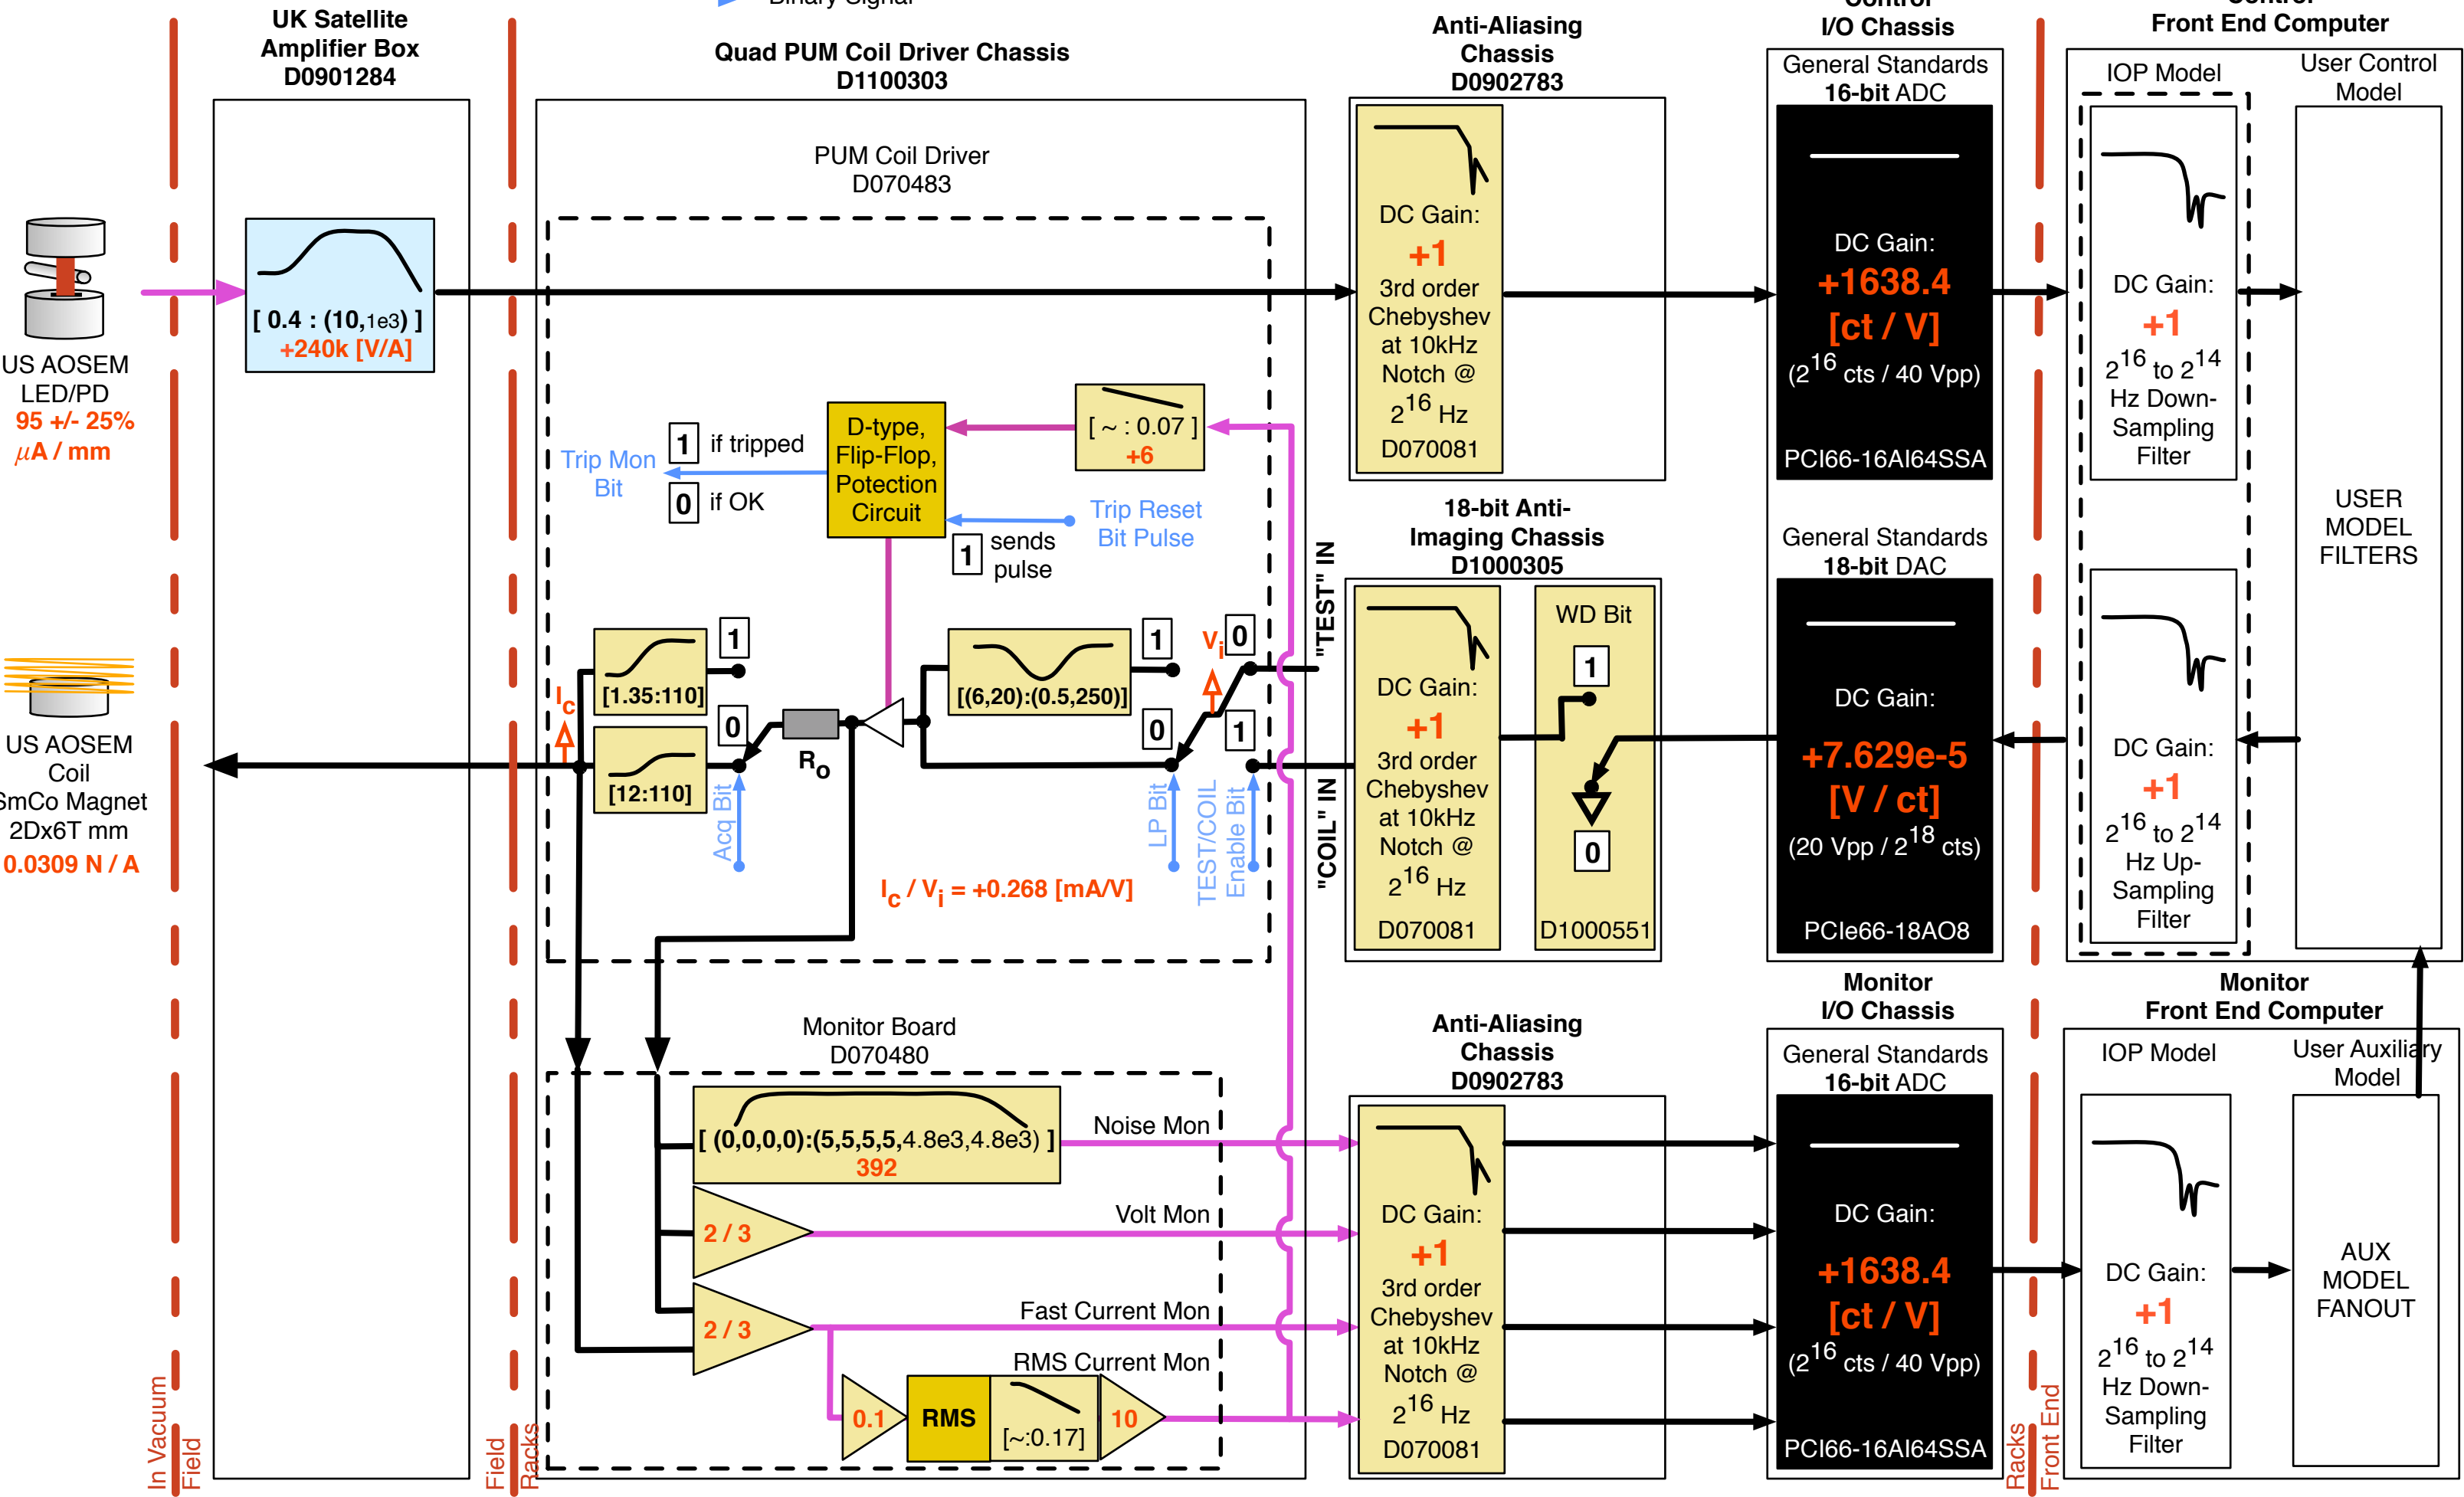 Binary Signal
UK Satellite
Amplifier Box
D0901284
Quad PUM Coil Driver Chassis
D1100303
Anti-Aliasing
Chassis
D0902783
Control
I/O Chassis
Control
Front End Computer
General Standards
16-bit ADC
IOP Model
User Control
Model
PUM Coil Driver
D070483
[ 0.4 : (10,1e3) ]
+240k [V/A]
US AOSEM
LED/PD
95 +/- 25%
μA / mm
DC Gain:
+1
3rd order
Chebyshev
at 10kHz
Notch @
2^16 Hz
D070081
DC Gain:
+1638.4
[ct / V]
(2^16 cts / 40 Vpp)
PCI66-16AI64SSA
DC Gain:
+1
2^16 to 2^14
Hz Down-
Sampling
Filter
USER
MODEL
FILTERS
Trip Mon
Bit
1 if tripped
0 if OK
D-type,
Flip-Flop,
Potection
Circuit
[ ~ : 0.07 ]
+6
Trip Reset
Bit Pulse
1 sends
pulse
18-bit Anti-
Imaging Chassis
D1000305
General Standards
18-bit DAC
"TEST" IN
"COIL" IN
[1.35:110]
1
[12:110]
0
Ic
Ro
Acq Bit
[(6,20):(0.5,250)]
1
0
Vi
0
1
LP Bit
TEST/COIL
Enable Bit
Ic / Vi = +0.268 [mA/V]
US AOSEM
Coil
SmCo Magnet
2Dx6T mm
0.0309 N / A
DC Gain:
+1
3rd order
Chebyshev
at 10kHz
Notch @
2^16 Hz
D070081
WD Bit
1
0
D1000551
DC Gain:
+7.629e-5
[V / ct]
(20 Vpp / 2^18 cts)
PCIe66-18AO8
DC Gain:
+1
2^16 to 2^14
Hz Up-
Sampling
Filter
Monitor Board
D070480
Anti-Aliasing
Chassis
D0902783
Monitor
I/O Chassis
Monitor
Front End Computer
General Standards
16-bit ADC
IOP Model
User Auxiliary
Model
[ (0,0,0,0):(5,5,5,5,4.8e3,4.8e3) ]
392
Noise Mon
2 / 3
Volt Mon
2 / 3
Fast Current Mon
RMS Current Mon
0.1
RMS
[~:0.17]
10
DC Gain:
+1
3rd order
Chebyshev
at 10kHz
Notch @
2^16 Hz
D070081
DC Gain:
+1638.4
[ct / V]
(2^16 cts / 40 Vpp)
PCI66-16AI64SSA
DC Gain:
+1
2^16 to 2^14
Hz Down-
Sampling
Filter
AUX
MODEL
FANOUT
In Vacuum
Field
Field
Racks
Racks
Front End